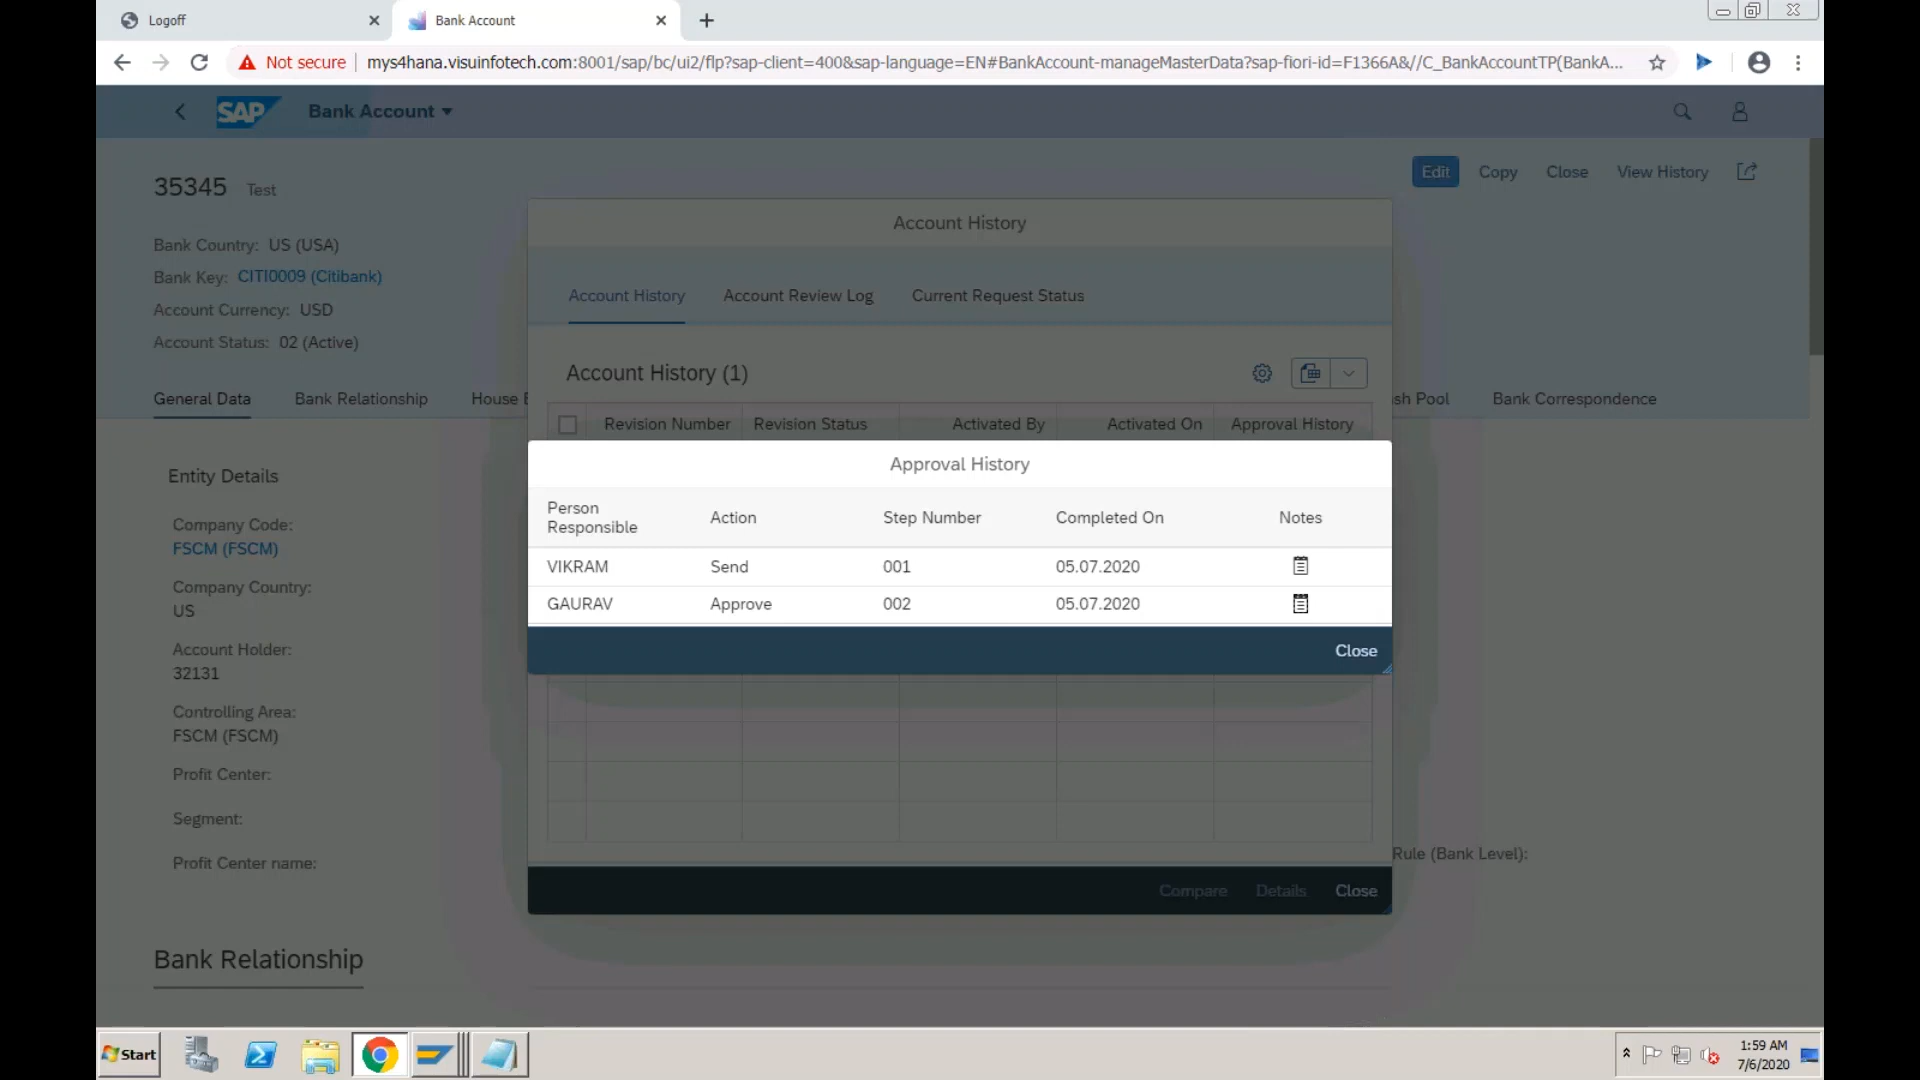 Logoff
Bank Account
Not secure
mys4hana.visuinfotech.com:8001/sap/bc/ui2/flp?sap-client=400&sap-language=EN#BankAccount-manageMasterData?sap-fiori-id=F1366A&//C_BankAccountTP(BankA...
SAP Bank Account
35345 Test
Edit Copy Close View History
Bank Country: US (USA)
Bank Key: CITI0009 (Citibank)
Account Currency: USD
Account Status: 02 (Active)
General Data Bank Relationship House sh Pool Bank Correspondence
Account History
Account History Account Review Log Current Request Status
Account History (1)
Revision Number Revision Status Activated By Activated On Approval History
Approval History
Person Responsible Action Step Number Completed On Notes
VIKRAM Send 001 05.07.2020
GAURAV Approve 002 05.07.2020
Close
Entity Details
Company Code:
FSCM (FSCM)
Company Country:
US
Account Holder:
32131
Controlling Area:
FSCM (FSCM)
Profit Center:
Segment:
Profit Center name:
Rule (Bank Level):
Compare Details Close
Bank Relationship
Start
1:59 AM
7/6/2020